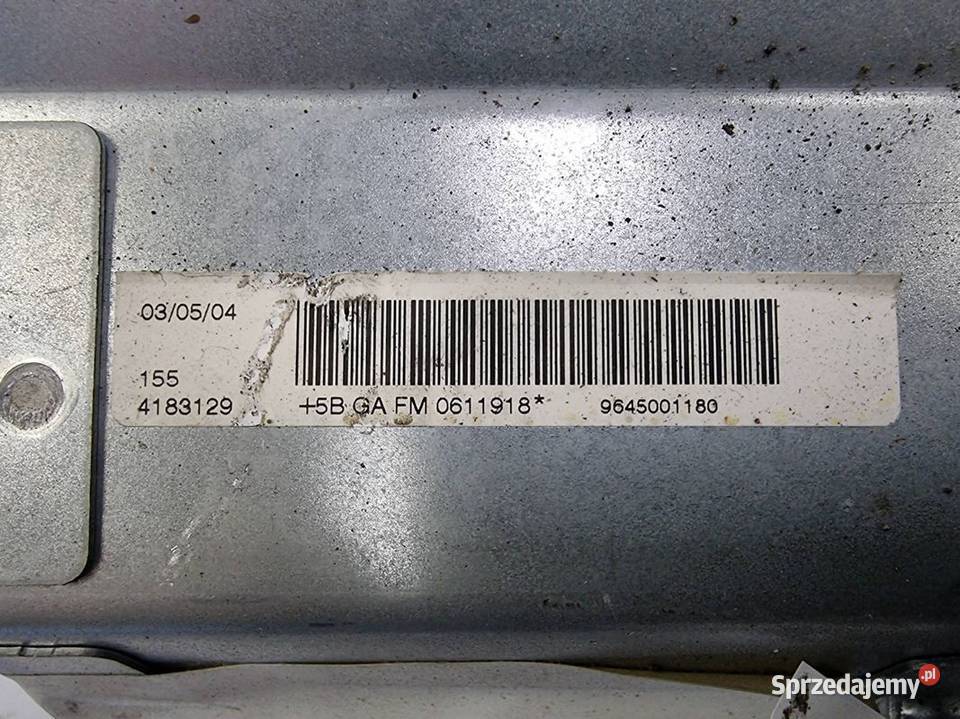 03/05/04
155
4183129 +5B GA FM 0611918* 9645001180
Sprzedajemy.pl